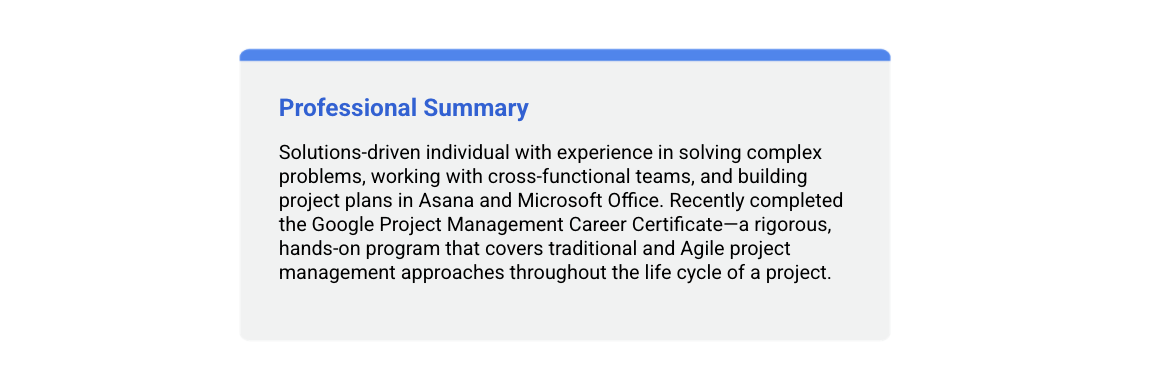 Professional Summary
Solutions-driven individual with experience in solving complex
problems, working with cross-functional teams, and building
project plans in Asana and Microsoft Office. Recently completed
the Google Project Management Career Certificate—a rigorous,
hands-on program that covers traditional and Agile project
management approaches throughout the life cycle of a project.